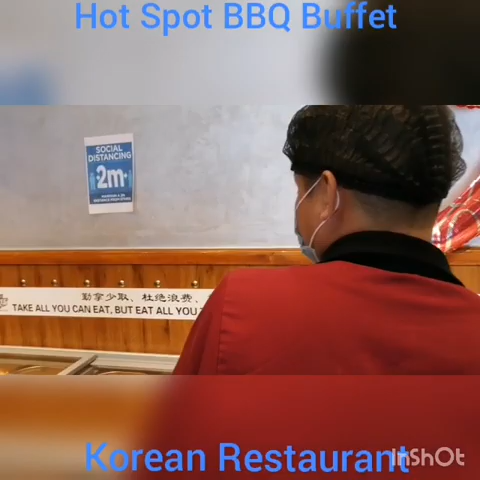 Hot Spot BBQ Buffet
SOCIAL
DISTANCING
2m
勤拿少取、杜绝浪费、
TAKE ALL YOU CAN EAT, BUT EAT ALL YOU
Korean Restaurant
InShOt